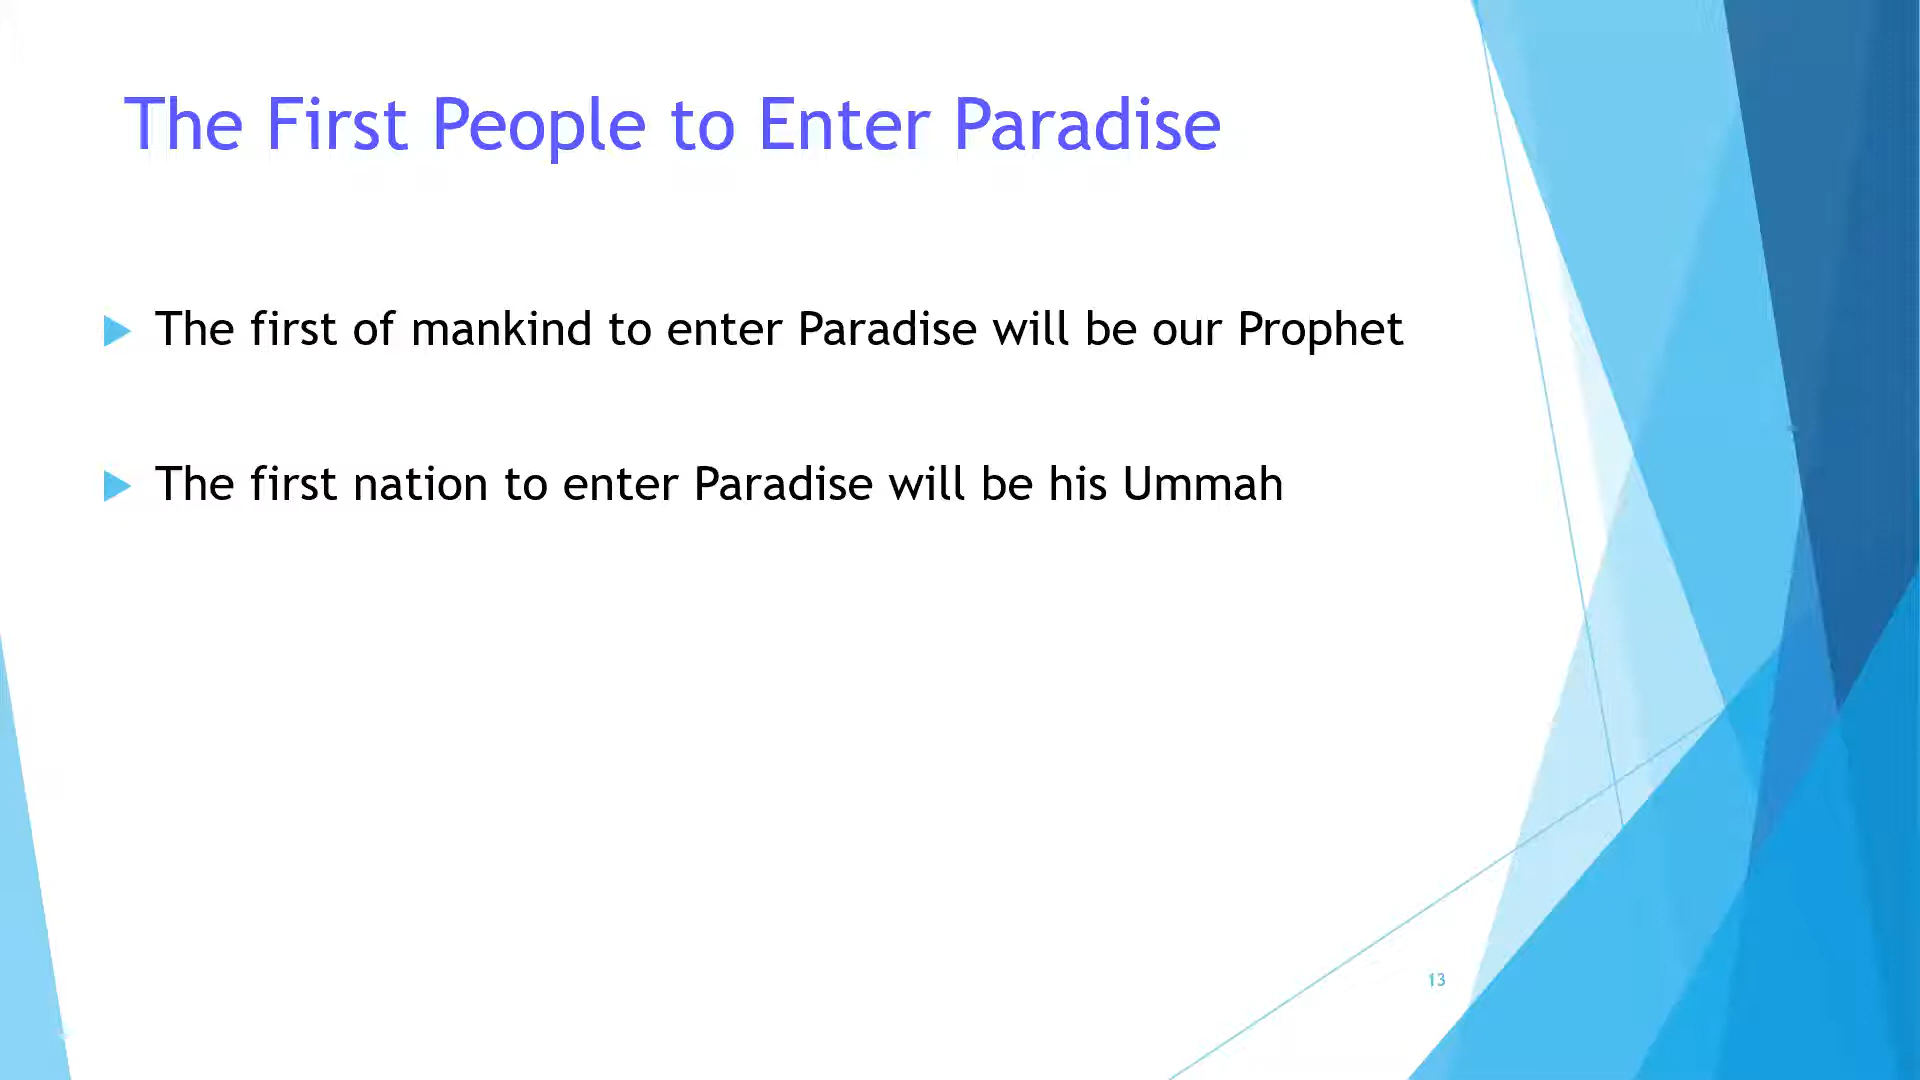 The First People to Enter Paradise
The first of mankind to enter Paradise will be our Prophet
The first nation to enter Paradise will be his Ummah
13